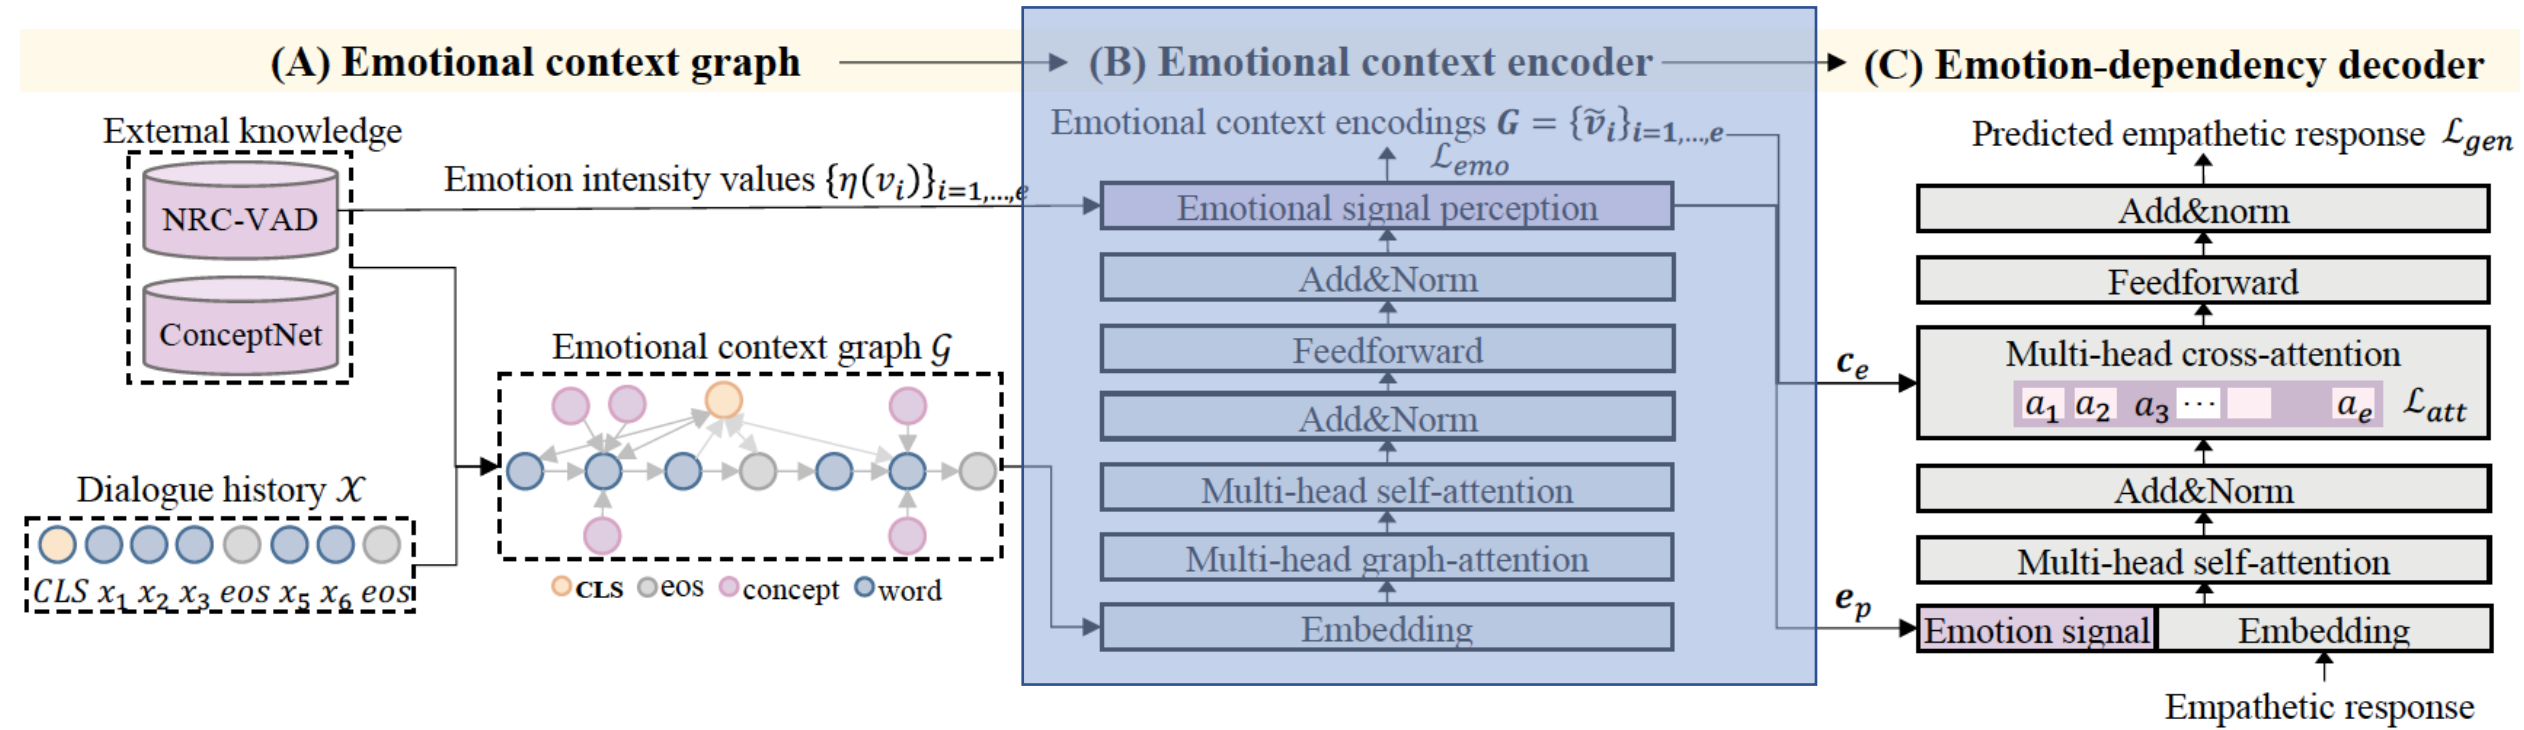 (A) Emotional context graph
(B) Emotional context encoder
(C) Emotion-dependency decoder
External knowledge
NRC-VAD
ConceptNet
Emotion intensity values {η(vᵢ)}ᵢ₌₁,...,ₑ
Dialogue history 𝒳
CLS x₁ x₂ x₃ eos x₅ x₆ eos
Emotional context graph 𝒢
CLS eos concept word
Emotional context encodings G = {ṽᵢ}ᵢ₌₁,...,ₑ
ℒ_emo
Emotional signal perception
Add&Norm
Feedforward
Add&Norm
Multi-head self-attention
Multi-head graph-attention
Embedding
cₑ
eₚ
Predicted empathetic response ℒ_gen
Add&norm
Feedforward
Multi-head cross-attention
a₁ a₂ a₃ ⋯ aₑ ℒ_att
Add&Norm
Multi-head self-attention
Emotion signal Embedding
Empathetic response